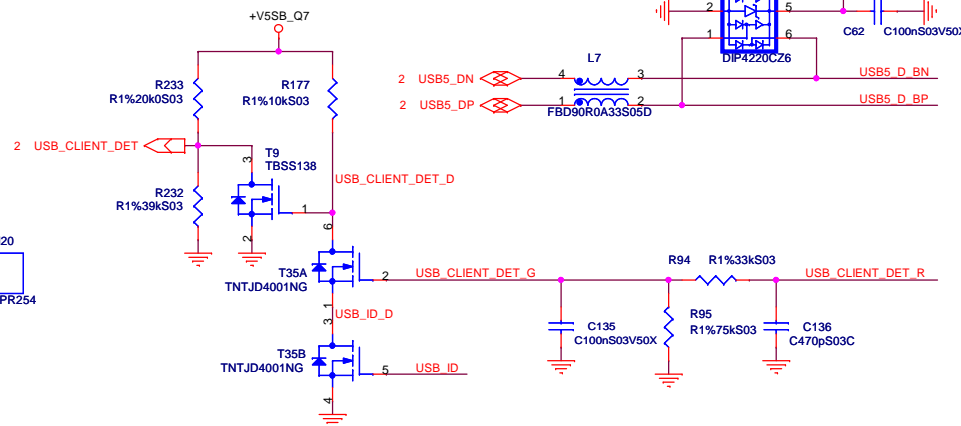 +V5SB_Q7
2
5
C62
C100nS03V50X
1
6
DIP4220CZ6
R233
R1%20k0S03
R177
R1%10kS03
L7
2
USB5_DN
4
3
USB5_D_BN
2
USB5_DP
1
2
USB5_D_BP
FBD90R0A33S05D
2
USB_CLIENT_DET
T9
TBSS138
3
USB_CLIENT_DET_D
R232
R1%39kS03
1
2
6
20
PR254
T35A
TNTJD4001NG
2
USB_CLIENT_DET_G
R94
R1%33kS03
USB_CLIENT_DET_R
1
USB_ID_D
3
R95
R1%75kS03
C135
C100nS03V50X
C136
C470pS03C
T35B
TNTJD4001NG
5
USB_ID
4